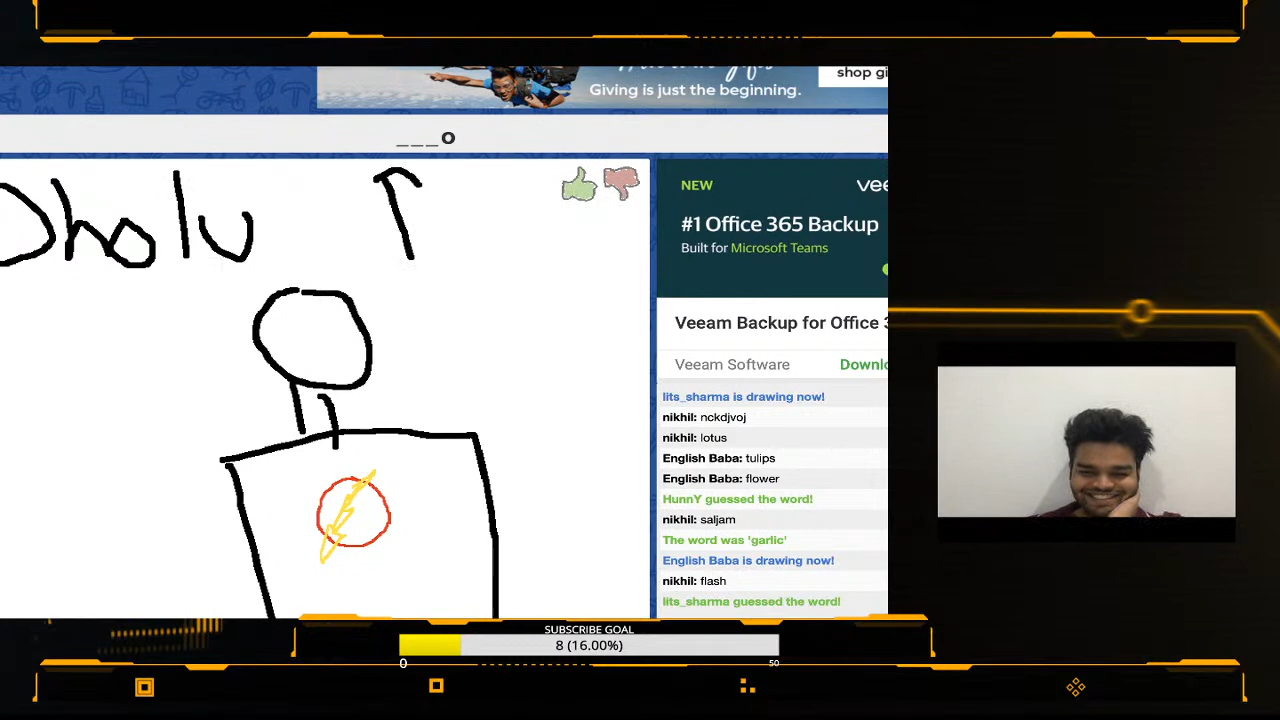 Giving is just the beginning.
shop gi
___o
Dholu
NEW
vee
#1 Office 365 Backup
Built for Microsoft Teams
Veeam Backup for Office 3
Veeam Software
Downlo
lits_sharma is drawing now!
nikhil: nckdjvoj
nikhil: lotus
English Baba: tulips
English Baba: flower
HunnY guessed the word!
nikhil: saljam
The word was 'garlic'
English Baba is drawing now!
nikhil: flash
lits_sharma guessed the word!
SUBSCRIBE GOAL
8 (16.00%)
0
50